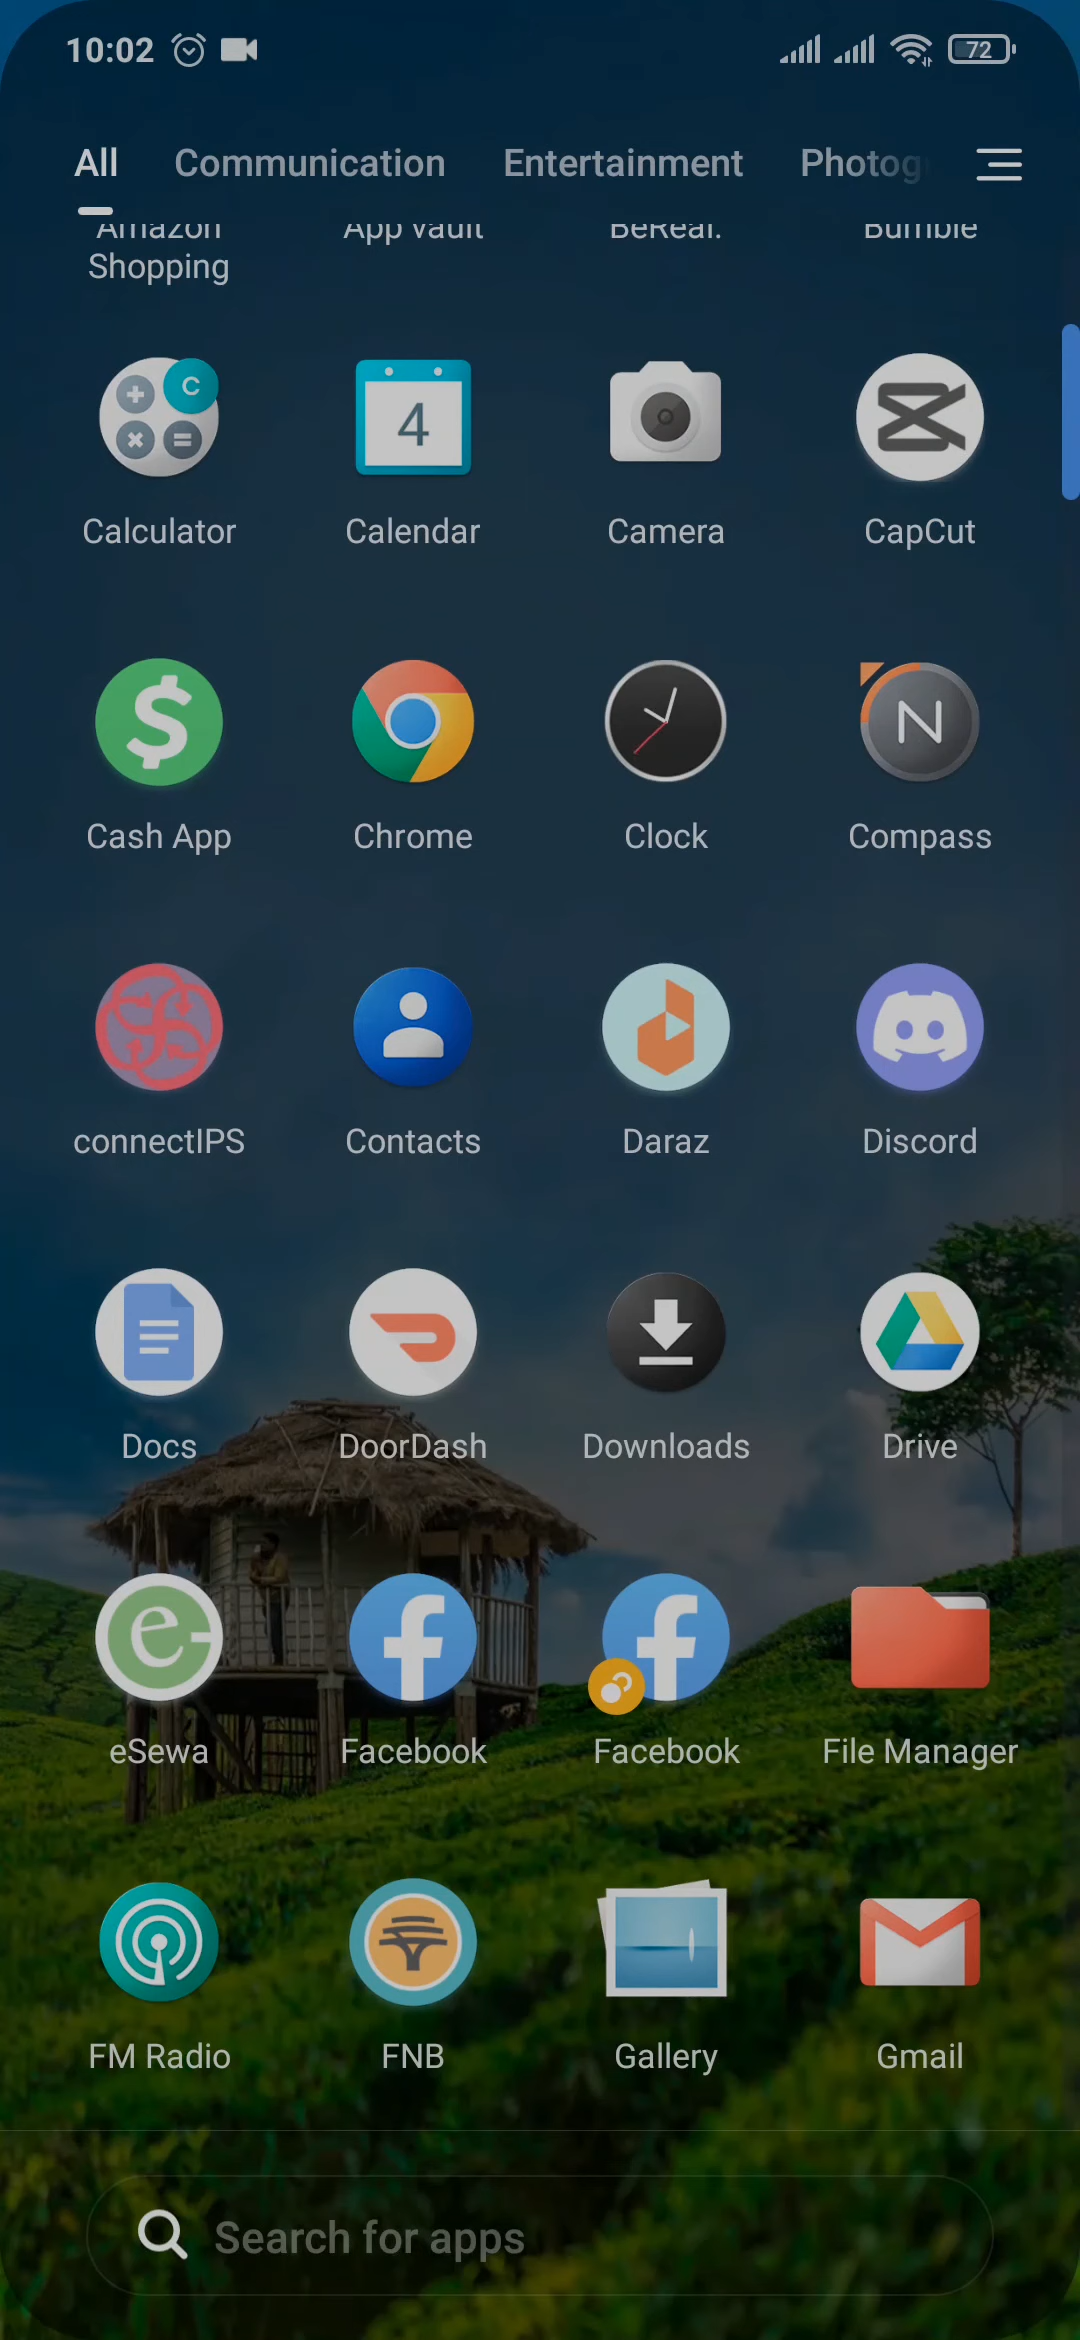 10:02
72
All Communication Entertainment Photog
Amazon App vault BeReal. Bumble
Shopping
C
4
Calculator Calendar Camera CapCut
N
Cash App Chrome Clock Compass
connectIPS Contacts Daraz Discord
Docs DoorDash Downloads Drive
eSewa Facebook Facebook File Manager
FM Radio FNB Gallery Gmail
Search for apps